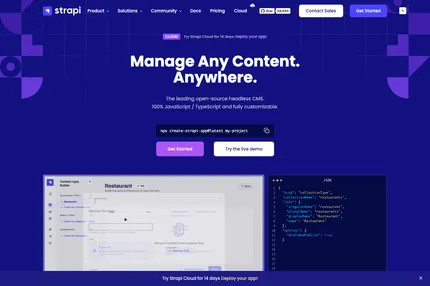 strapi
Product
Solutions
Community
Docs
Pricing
Cloud
Star
Contact Sales
Get Started
CLOUD
Try Strapi Cloud for 14 days Deploy your app!
Manage Any Content.
Anywhere.
The leading open-source headless CMS.
100% JavaScript / TypeScript and fully customizable.
npx create-strapi-app@latest my-project
Get Started
Try the live demo
Content-type
Builder
Restaurant
JSON
"kind": "collectionType",
"collectionName": "restaurants",
"info": {
"singularName": "restaurant",
"pluralName": "restaurants",
"displayName": "Restaurant",
"name": "Restaurant"
},
"options": {
"draftAndPublish": true
}
Try Strapi Cloud for 14 days Deploy your app!